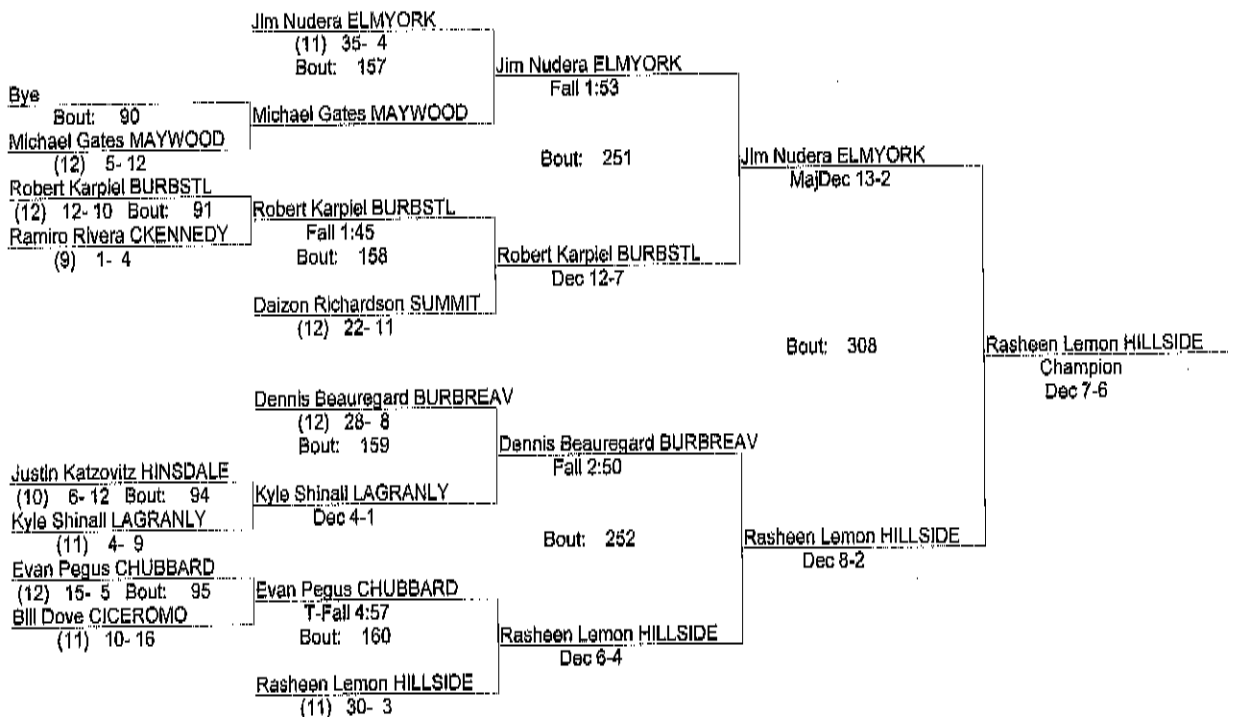 Jim Nudera ELMYORK
(11) 35- 4
Bout: 157
Jim Nudera ELMYORK
Fall 1:53
Bye
Bout: 90
Michael Gates MAYWOOD
Michael Gates MAYWOOD
(12) 5- 12
Bout: 251
Jim Nudera ELMYORK
MajDec 13-2
Robert Karpiel BURBSTL
(12) 12- 10 Bout: 91
Ramiro Rivera CKENNEDY
(9) 1- 4
Robert Karpiel BURBSTL
Fall 1:45
Bout: 158
Robert Karpiel BURBSTL
Dec 12-7
Daizon Richardson SUMMIT
(12) 22- 11
Bout: 308
Rasheen Lemon HILLSIDE
Champion
Dec 7-6
Dennis Beauregard BURBREAV
(12) 28- 8
Bout: 159
Dennis Beauregard BURBREAV
Fall 2:50
Justin Katzovitz HINSDALE
(10) 6- 12 Bout: 94
Kyle Shinall LAGRANLY
(11) 4- 9
Kyle Shinall LAGRANLY
Dec 4-1
Bout: 252
Rasheen Lemon HILLSIDE
Dec 8-2
Evan Pegus CHUBBARD
(12) 15- 5 Bout: 95
Bill Dove CICEROMO
(11) 10- 16
Evan Pegus CHUBBARD
T-Fall 4:57
Bout: 160
Rasheen Lemon HILLSIDE
Dec 6-4
Rasheen Lemon HILLSIDE
(11) 30- 3